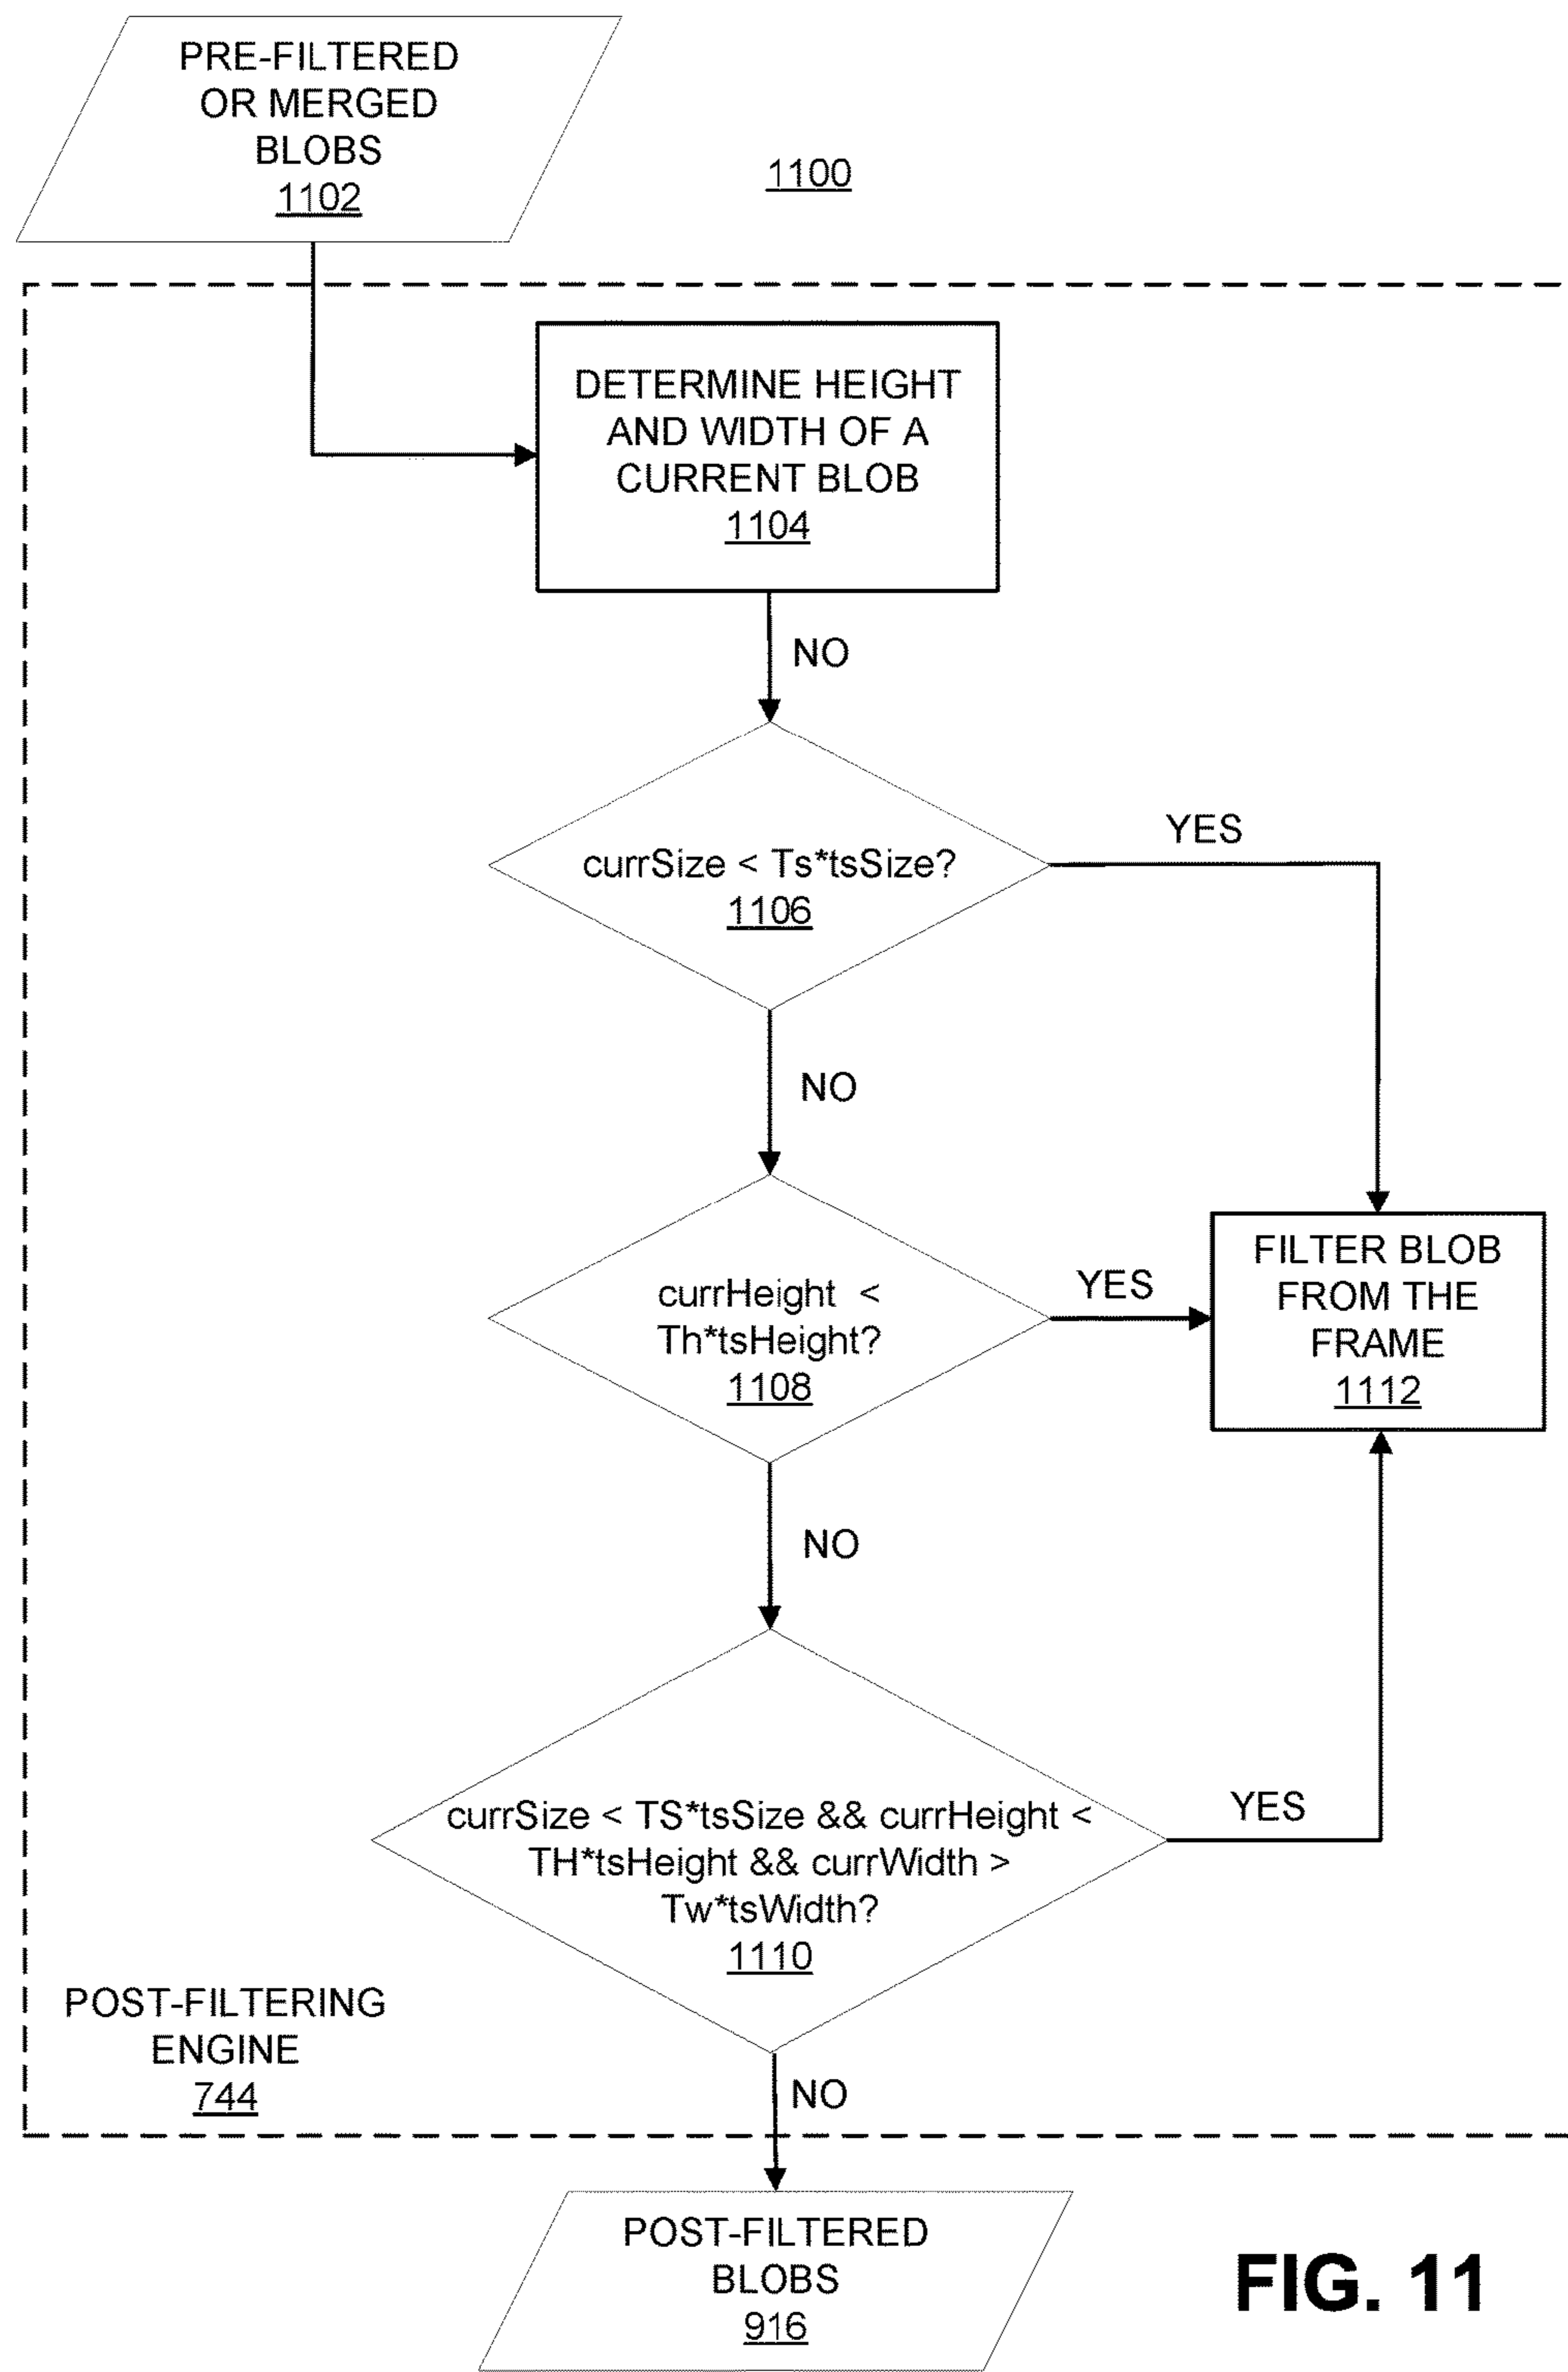 PRE-FILTERED
OR MERGED
BLOBS
1102
1100
DETERMINE HEIGHT
AND WIDTH OF A
CURRENT BLOB
1104
NO
currSize < Ts*tsSize?
1106
YES
NO
currHeight <
Th*tsHeight?
1108
YES
FILTER BLOB
FROM THE
FRAME
1112
NO
currSize < TS*tsSize && currHeight <
TH*tsHeight && currWidth >
Tw*tsWidth?
1110
YES
POST-FILTERING
ENGINE
744
NO
POST-FILTERED
BLOBS
916
FIG. 11